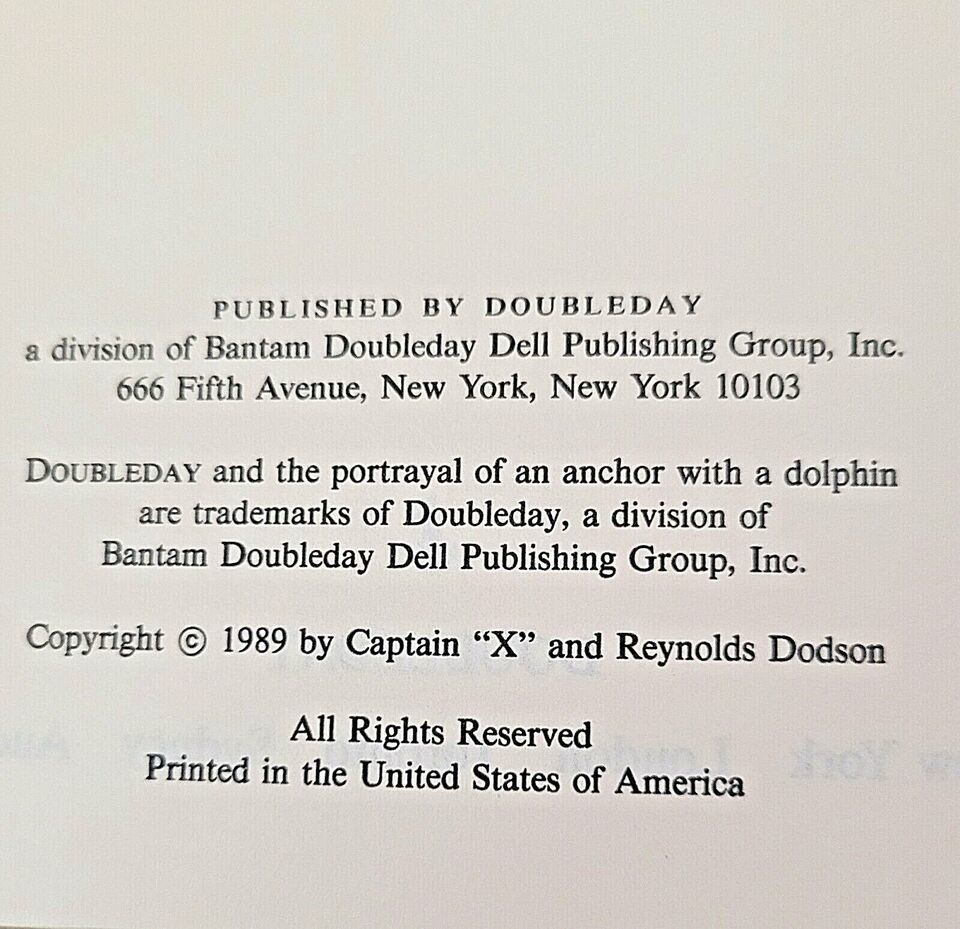 PUBLISHED BY DOUBLEDAY
a division of Bantam Doubleday Dell Publishing Group, Inc.
666 Fifth Avenue, New York, New York 10103
DOUBLEDAY and the portrayal of an anchor with a dolphin
are trademarks of Doubleday, a division of
Bantam Doubleday Dell Publishing Group, Inc.
Copyright © 1989 by Captain “X” and Reynolds Dodson
All Rights Reserved
Printed in the United States of America